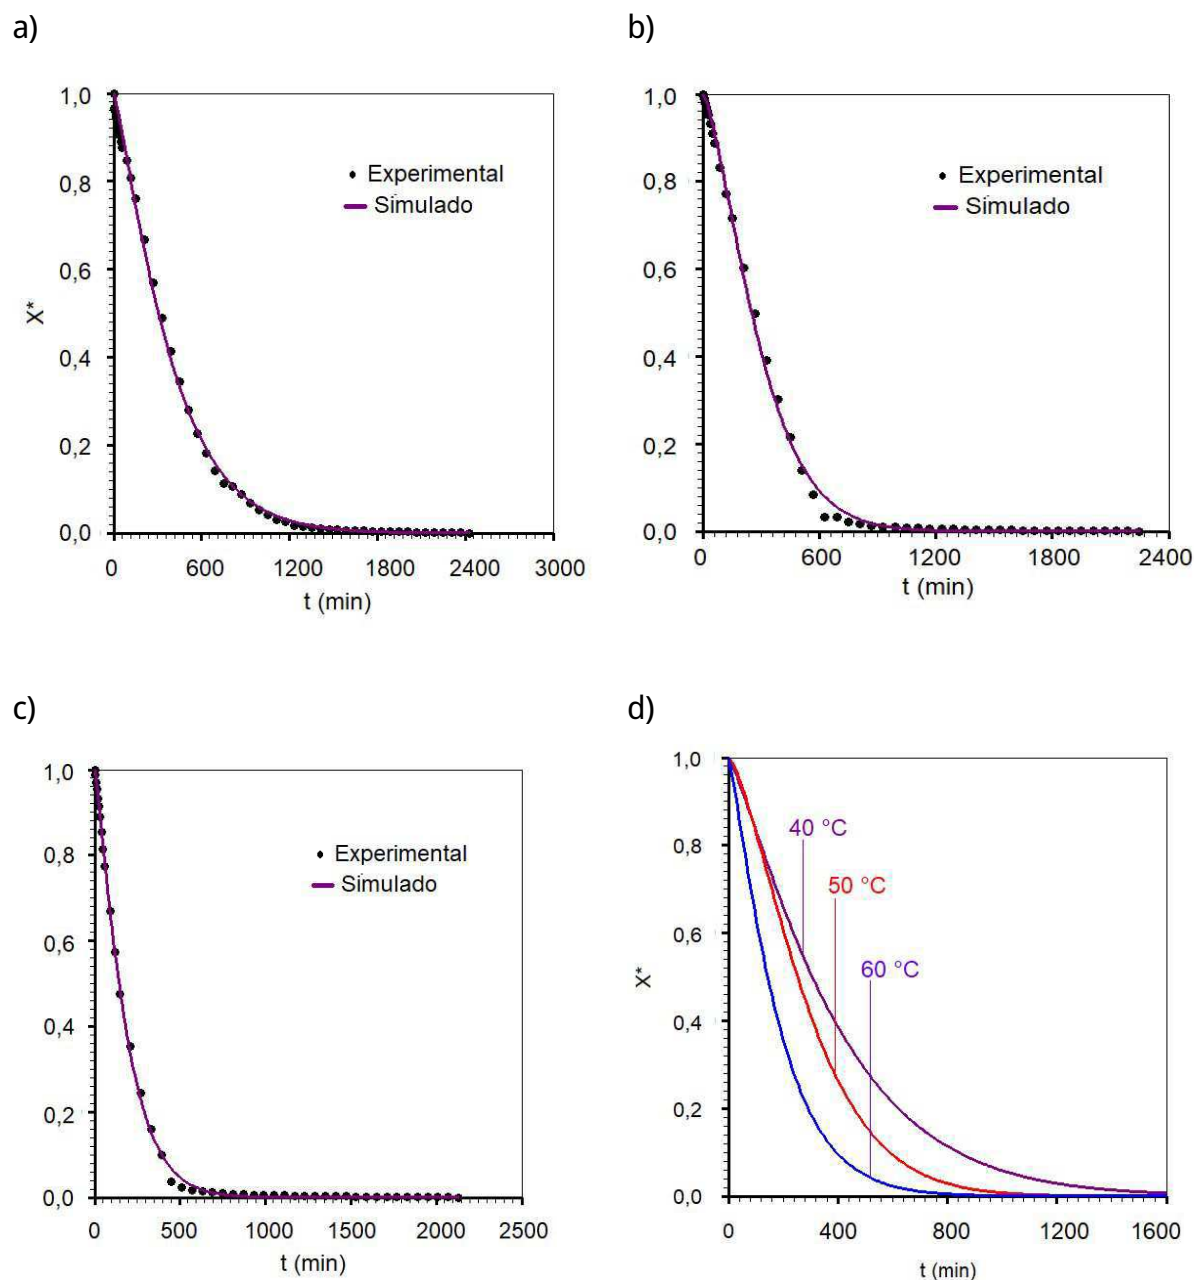 a)
1,0
0,8
0,6
0,4
0,2
0,0
X*
Experimental
Simulado
0 600 1200 1800 2400 3000
t (min)
b)
1,0
0,8
0,6
0,4
0,2
0,0
Experimental
Simulado
0 600 1200 1800 2400
t (min)
c)
1,0
0,8
0,6
0,4
0,2
0,0
Experimental
Simulado
0 500 1000 1500 2000 2500
t (min)
d)
1,0
0,8
0,6
0,4
0,2
0,0
X*
40 °C
50 °C
60 °C
0 400 800 1200 1600
t (min)